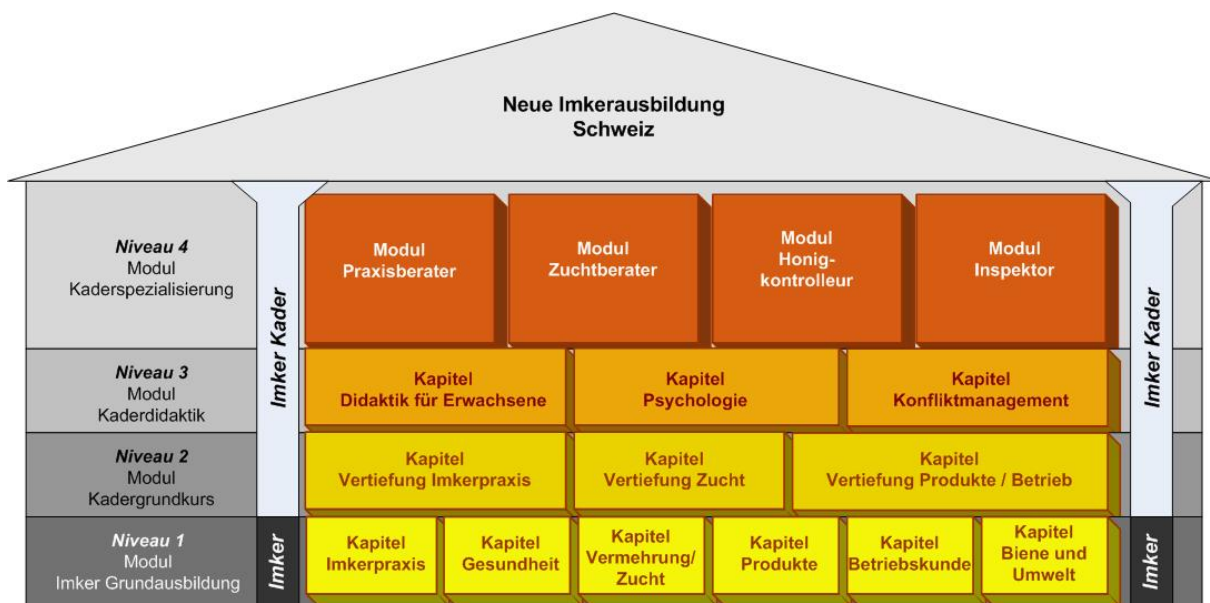 Neue Imkerausbildung
Schweiz
Niveau 4
Modul
Kaderspezialisierung
Imker Kader
Modul
Praxisberater
Modul
Zuchtberater
Modul
Honig-
kontrolleur
Modul
Inspektor
Imker Kader
Niveau 3
Modul
Kaderdidaktik
Kapitel
Didaktik für Erwachsene
Kapitel
Psychologie
Kapitel
Konfliktmanagement
Niveau 2
Modul
Kadergrundkurs
Kapitel
Vertiefung Imkerpraxis
Kapitel
Vertiefung Zucht
Kapitel
Vertiefung Produkte / Betrieb
Niveau 1
Modul
Imker Grundausbildung
Imker
Kapitel
Imkerpraxis
Kapitel
Gesundheit
Kapitel
Vermehrung/
Zucht
Kapitel
Produkte
Kapitel
Betriebskunde
Kapitel
Biene und
Umwelt
Imker